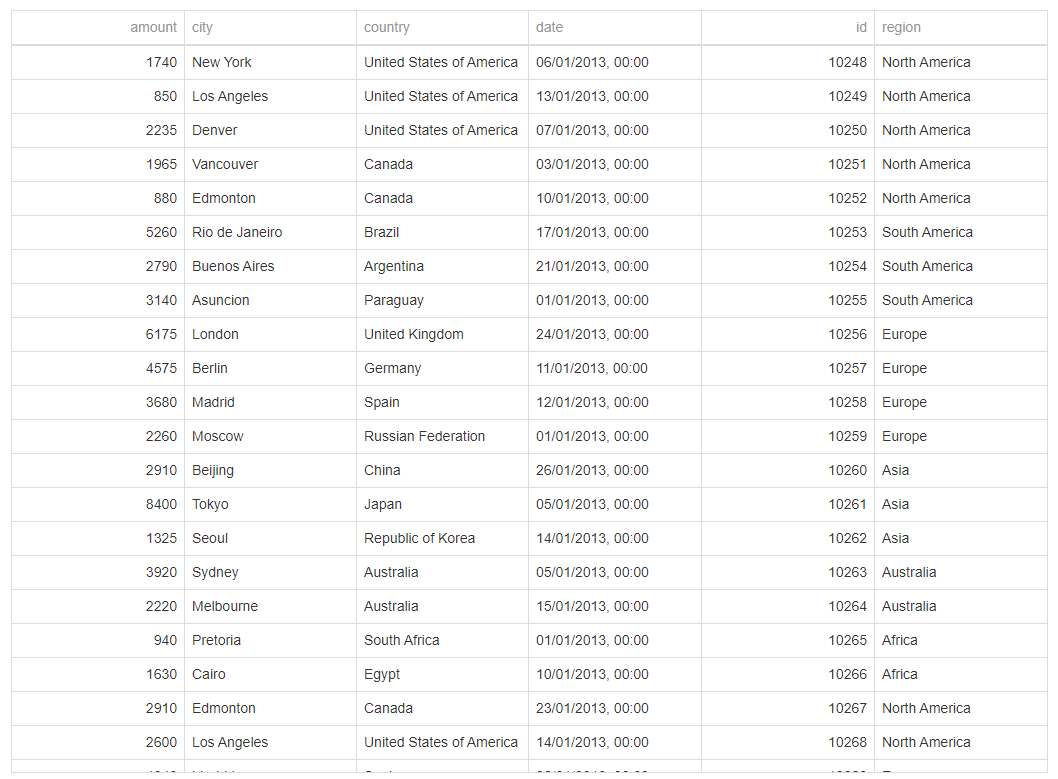 amount city country date id region
1740 New York United States of America 06/01/2013, 00:00 10248 North America
850 Los Angeles United States of America 13/01/2013, 00:00 10249 North America
2235 Denver United States of America 07/01/2013, 00:00 10250 North America
1965 Vancouver Canada 03/01/2013, 00:00 10251 North America
880 Edmonton Canada 10/01/2013, 00:00 10252 North America
5260 Rio de Janeiro Brazil 17/01/2013, 00:00 10253 South America
2790 Buenos Aires Argentina 21/01/2013, 00:00 10254 South America
3140 Asuncion Paraguay 01/01/2013, 00:00 10255 South America
6175 London United Kingdom 24/01/2013, 00:00 10256 Europe
4575 Berlin Germany 11/01/2013, 00:00 10257 Europe
3680 Madrid Spain 12/01/2013, 00:00 10258 Europe
2260 Moscow Russian Federation 01/01/2013, 00:00 10259 Europe
2910 Beijing China 26/01/2013, 00:00 10260 Asia
8400 Tokyo Japan 05/01/2013, 00:00 10261 Asia
1325 Seoul Republic of Korea 14/01/2013, 00:00 10262 Asia
3920 Sydney Australia 05/01/2013, 00:00 10263 Australia
2220 Melbourne Australia 15/01/2013, 00:00 10264 Australia
940 Pretoria South Africa 01/01/2013, 00:00 10265 Africa
1630 Cairo Egypt 10/01/2013, 00:00 10266 Africa
2910 Edmonton Canada 23/01/2013, 00:00 10267 North America
2600 Los Angeles United States of America 14/01/2013, 00:00 10268 North America